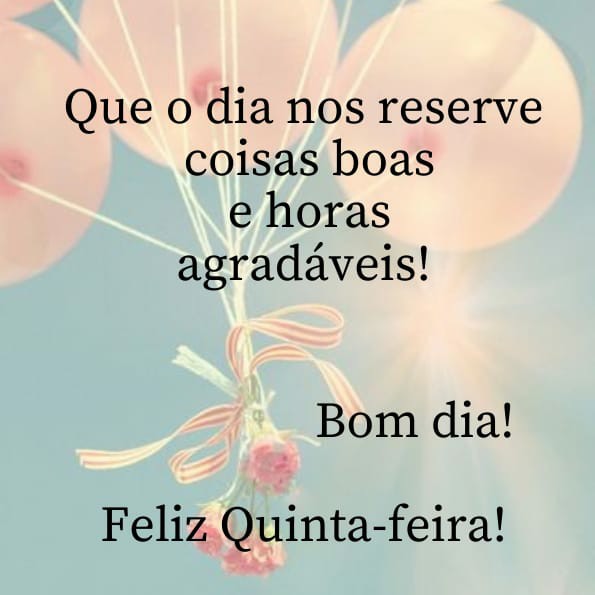 Que o dia nos reserve
coisas boas
e horas
agradáveis!
Bom dia!
Feliz Quinta-feira!